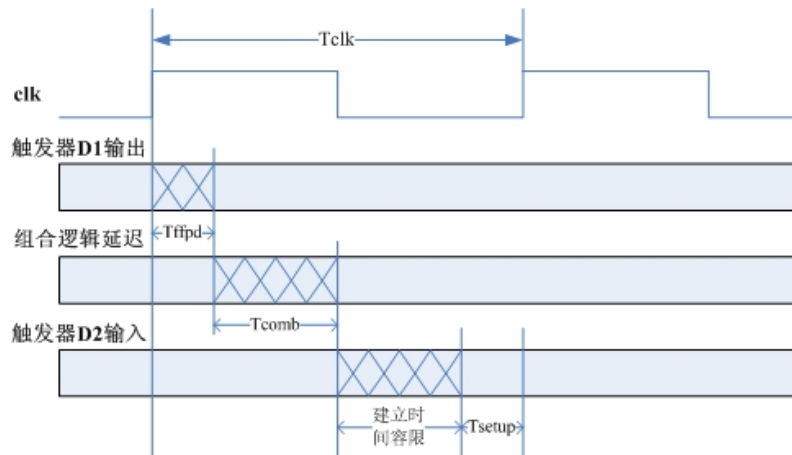 Tclk
clk
触发器D1输出
Tffpd
组合逻辑延迟
Tcomb
触发器D2输入
建立时
间容限
Tsetup